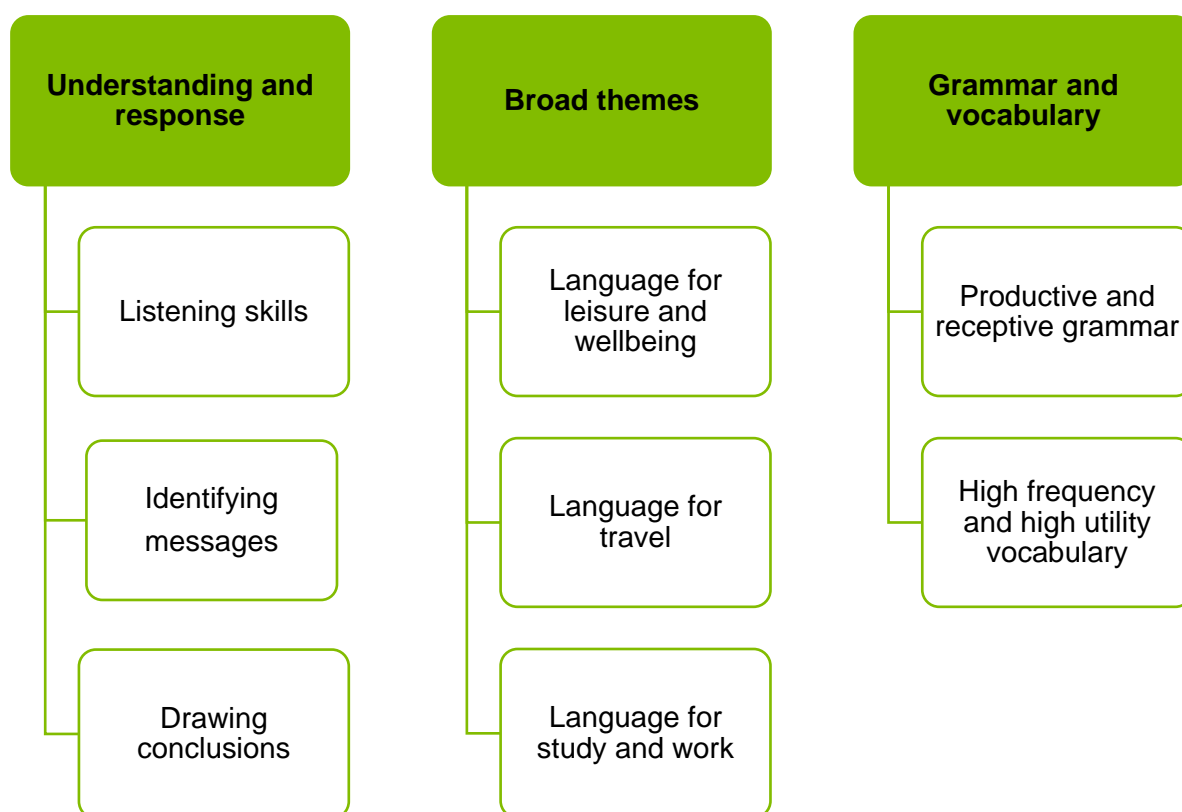 Understanding and
response
Listening skills
Identifying
messages
Drawing
conclusions
Broad themes
Language for
leisure and
wellbeing
Language for
travel
Language for
study and work
Grammar and
vocabulary
Productive and
receptive grammar
High frequency
and high utility
vocabulary